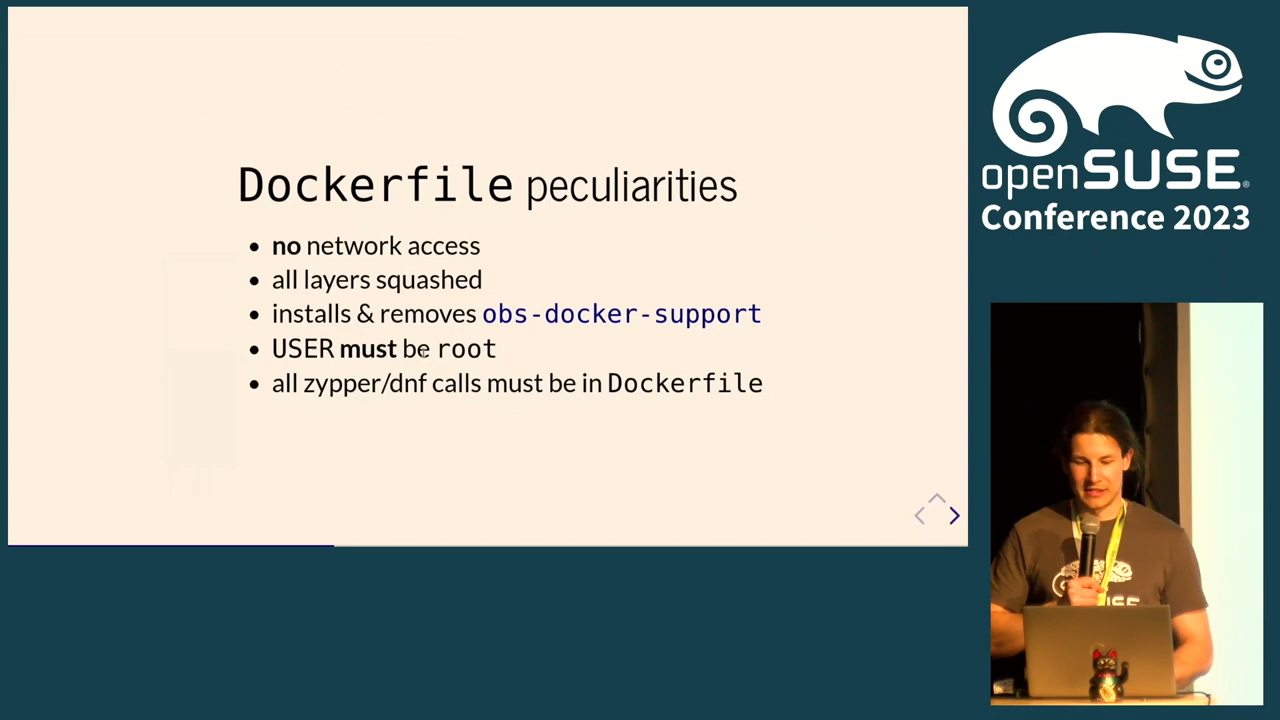 Dockerfile peculiarities
no network access
all layers squashed
installs & removes obs-docker-support
USER must be root
all zypper/dnf calls must be in Dockerfile
openSUSE®
Conference 2023
USE